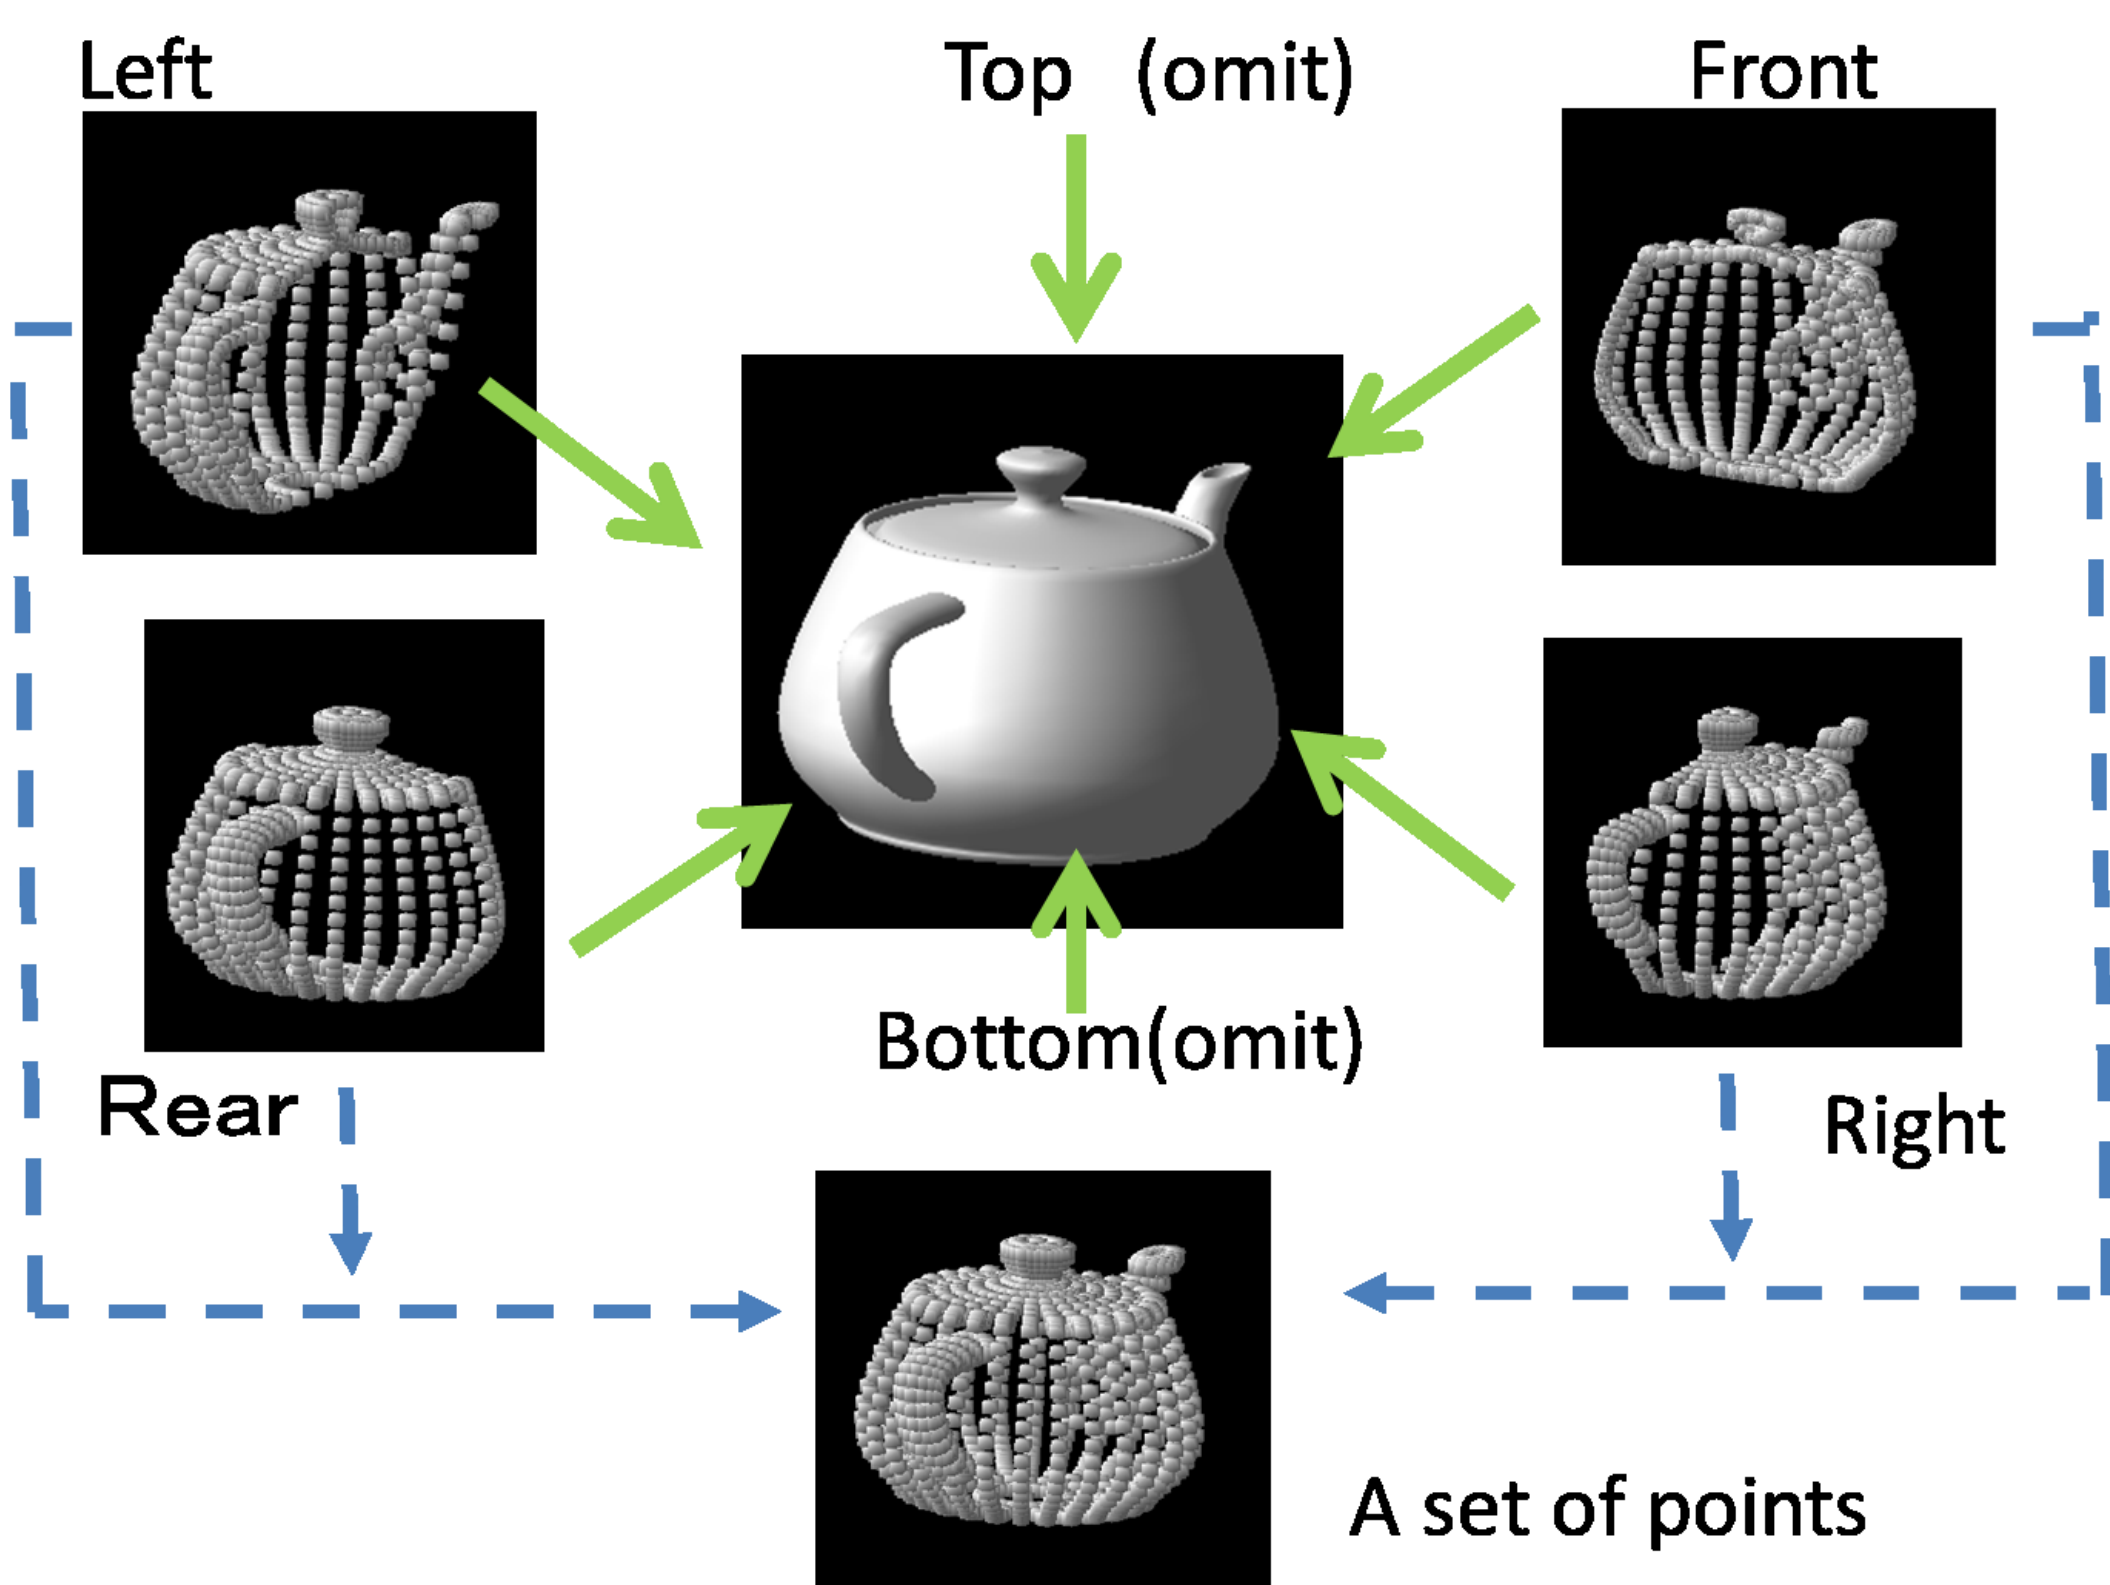 Left
Top (omit)
Front
Bottom(omit)
Rear
Right
A set of points